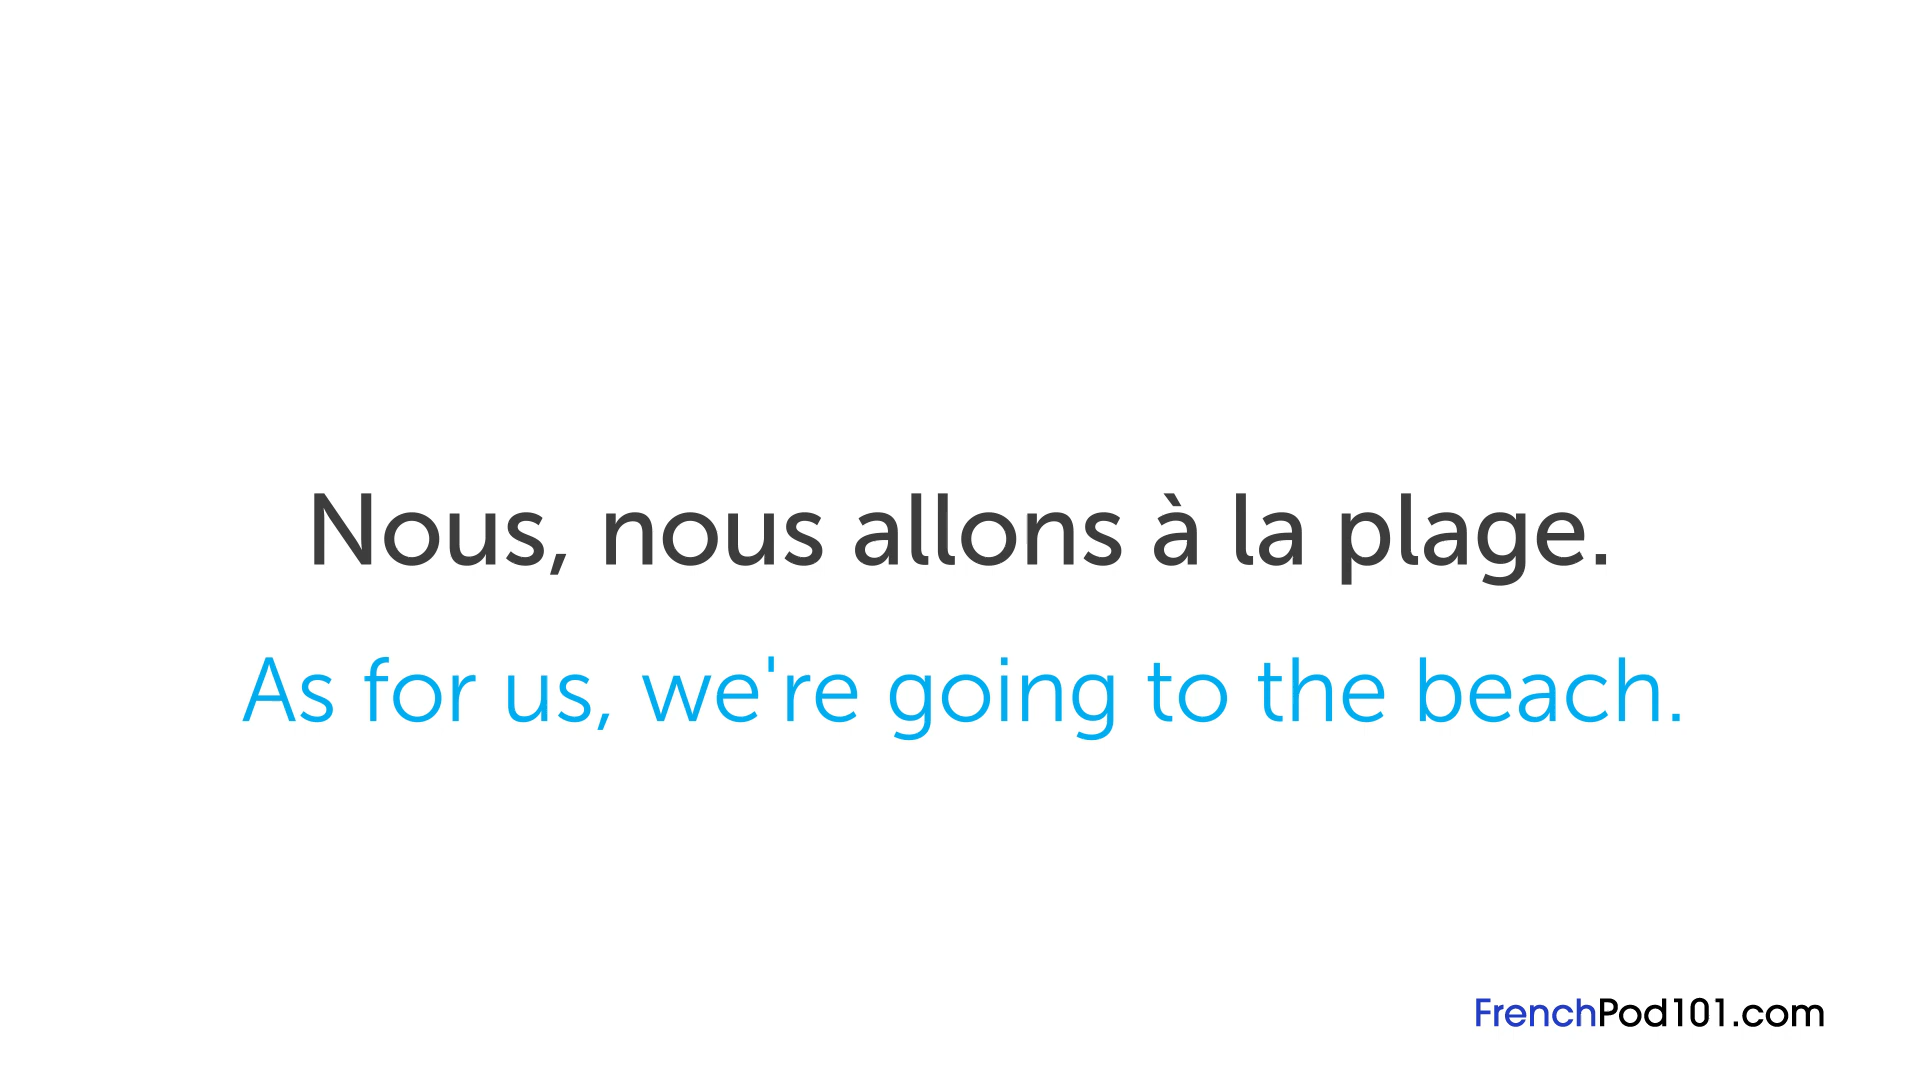 Nous, nous allons à la plage.
As for us, we're going to the beach.
FrenchPod101.com